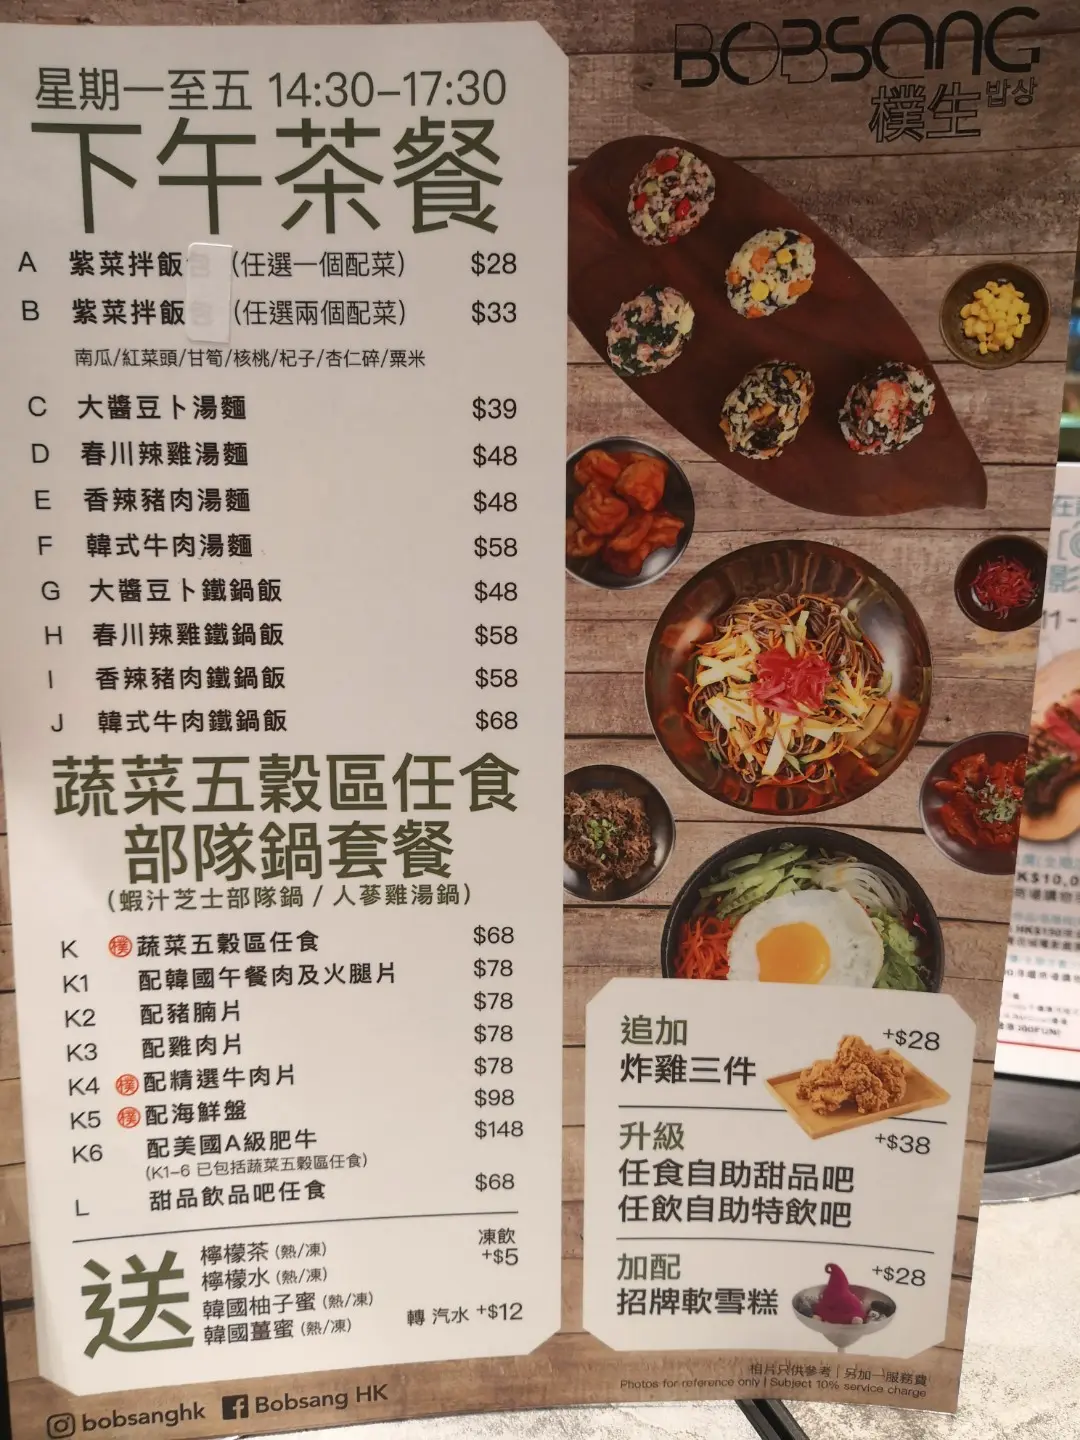 BOBSANG
樸生 밥상
星期一至五 14:30–17:30
下午茶餐
A 紫菜拌飯 (任選一個配菜) $28
B 紫菜拌飯 (任選兩個配菜) $33
南瓜/紅菜頭/甘筍/核桃/杞子/杏仁碎/粟米
C 大醬豆卜湯麵 $39
D 春川辣雞湯麵 $48
E 香辣豬肉湯麵 $48
F 韓式牛肉湯麵 $58
G 大醬豆卜鐵鍋飯 $48
H 春川辣雞鐵鍋飯 $58
I 香辣豬肉鐵鍋飯 $58
J 韓式牛肉鐵鍋飯 $68
蔬菜五穀區任食
部隊鍋套餐
(蝦汁芝士部隊鍋 / 人蔘雞湯鍋)
K 樸 蔬菜五穀區任食 $68
K1 配韓國午餐肉及火腿片 $78
K2 配豬腩片 $78
K3 配雞肉片 $78
K4 樸 配精選牛肉片 $78
K5 樸 配海鮮盤 $98
K6 配美國A級肥牛 $148
(K1–6 已包括蔬菜五穀區任食)
L 甜品飲品吧任食 $68
送
檸檬茶 (熱/凍)
檸檬水 (熱/凍)
韓國柚子蜜 (熱/凍)
韓國薑蜜 (熱/凍)
凍飲
+$5
轉 汽水 +$12
bobsanghk Bobsang HK
追加 +$28
炸雞三件
升級 +$38
任食自助甜品吧
任飲自助特飲吧
加配 +$28
招牌軟雪糕
相片只供參考 | 另加一服務費
Photos for reference only | Subject 10% service charge